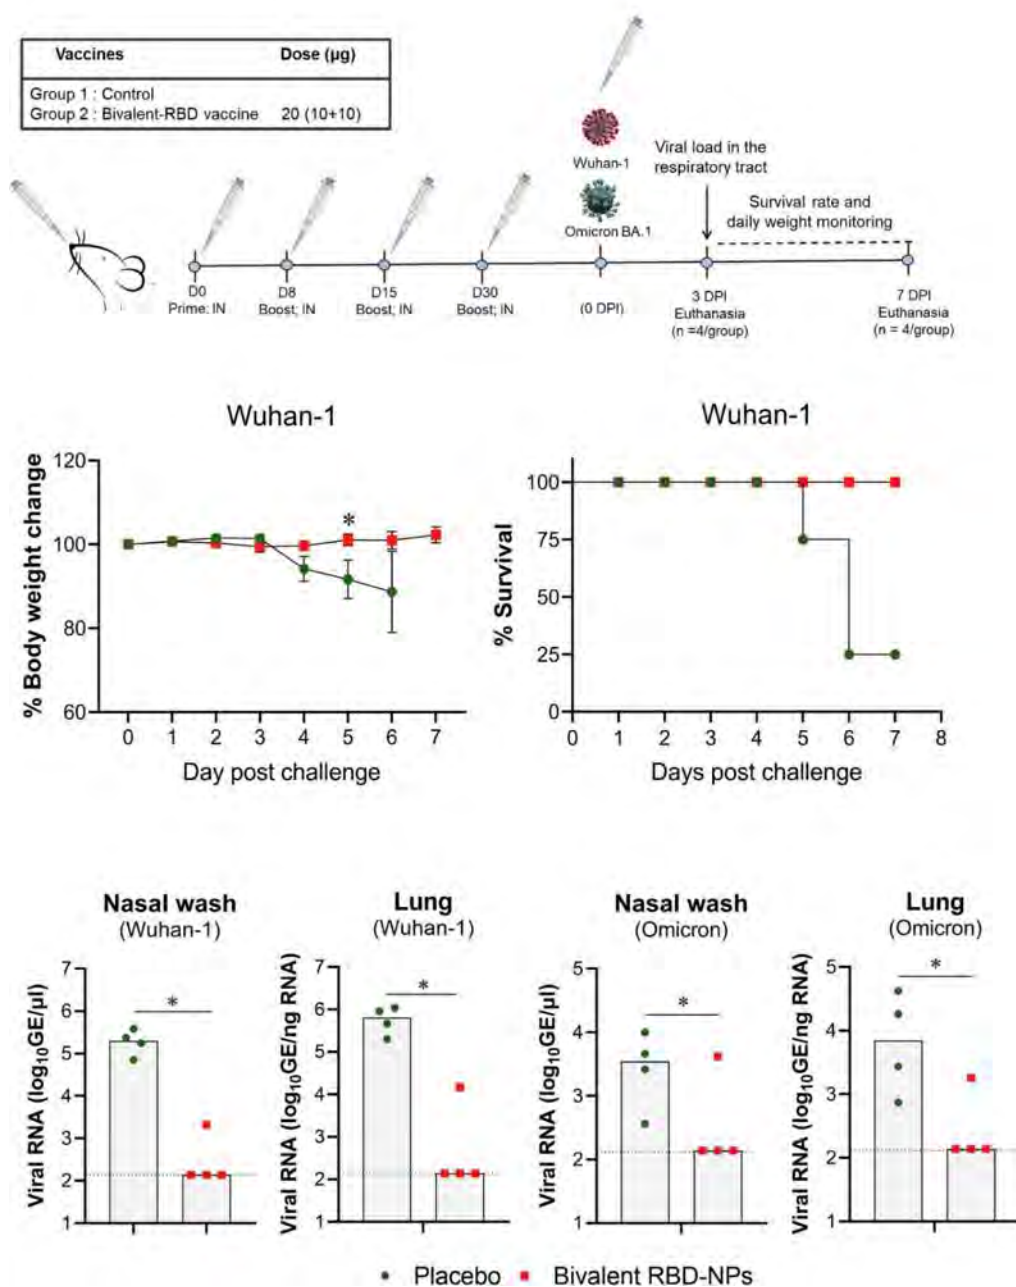 Vaccines Dose (µg)
Group 1 : Control
Group 2 : Bivalent-RBD vaccine 20 (10+10)
Wuhan-1
Omicron BA.1
Viral load in the
respiratory tract
Survival rate and
daily weight monitoring
D0
Prime; IN
D8
Boost; IN
D15
Boost; IN
D30
Boost; IN
(0 DPI)
3 DPI
Euthanasia
(n =4/group)
7 DPI
Euthanasia
(n = 4/group)
Wuhan-1
% Body weight change
120
100
80
60
*
0 1 2 3 4 5 6 7
Day post challenge
Wuhan-1
% Survival
100
75
50
25
0
0 1 2 3 4 5 6 7 8
Days post challenge
Nasal wash
(Wuhan-1)
Viral RNA (log₁₀GE/µl)
7
6
5
4
3
2
1
*
Lung
(Wuhan-1)
Viral RNA (log₁₀GE/ng RNA)
7
6
5
4
3
2
1
*
Nasal wash
(Omicron)
Viral RNA (log₁₀GE/µl)
5
4
3
2
1
*
Lung
(Omicron)
Viral RNA (log₁₀GE/ng RNA)
5
4
3
2
1
*
Placebo Bivalent RBD-NPs